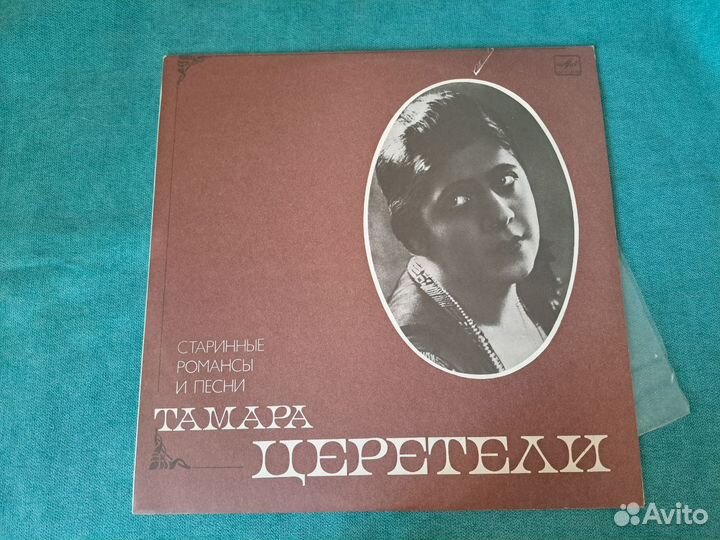 СТАРИННЫЕ
РОМАНСЫ
И ПЕСНИ
ТАМАРА
ЦЕРЕТЕЛИ
Avito